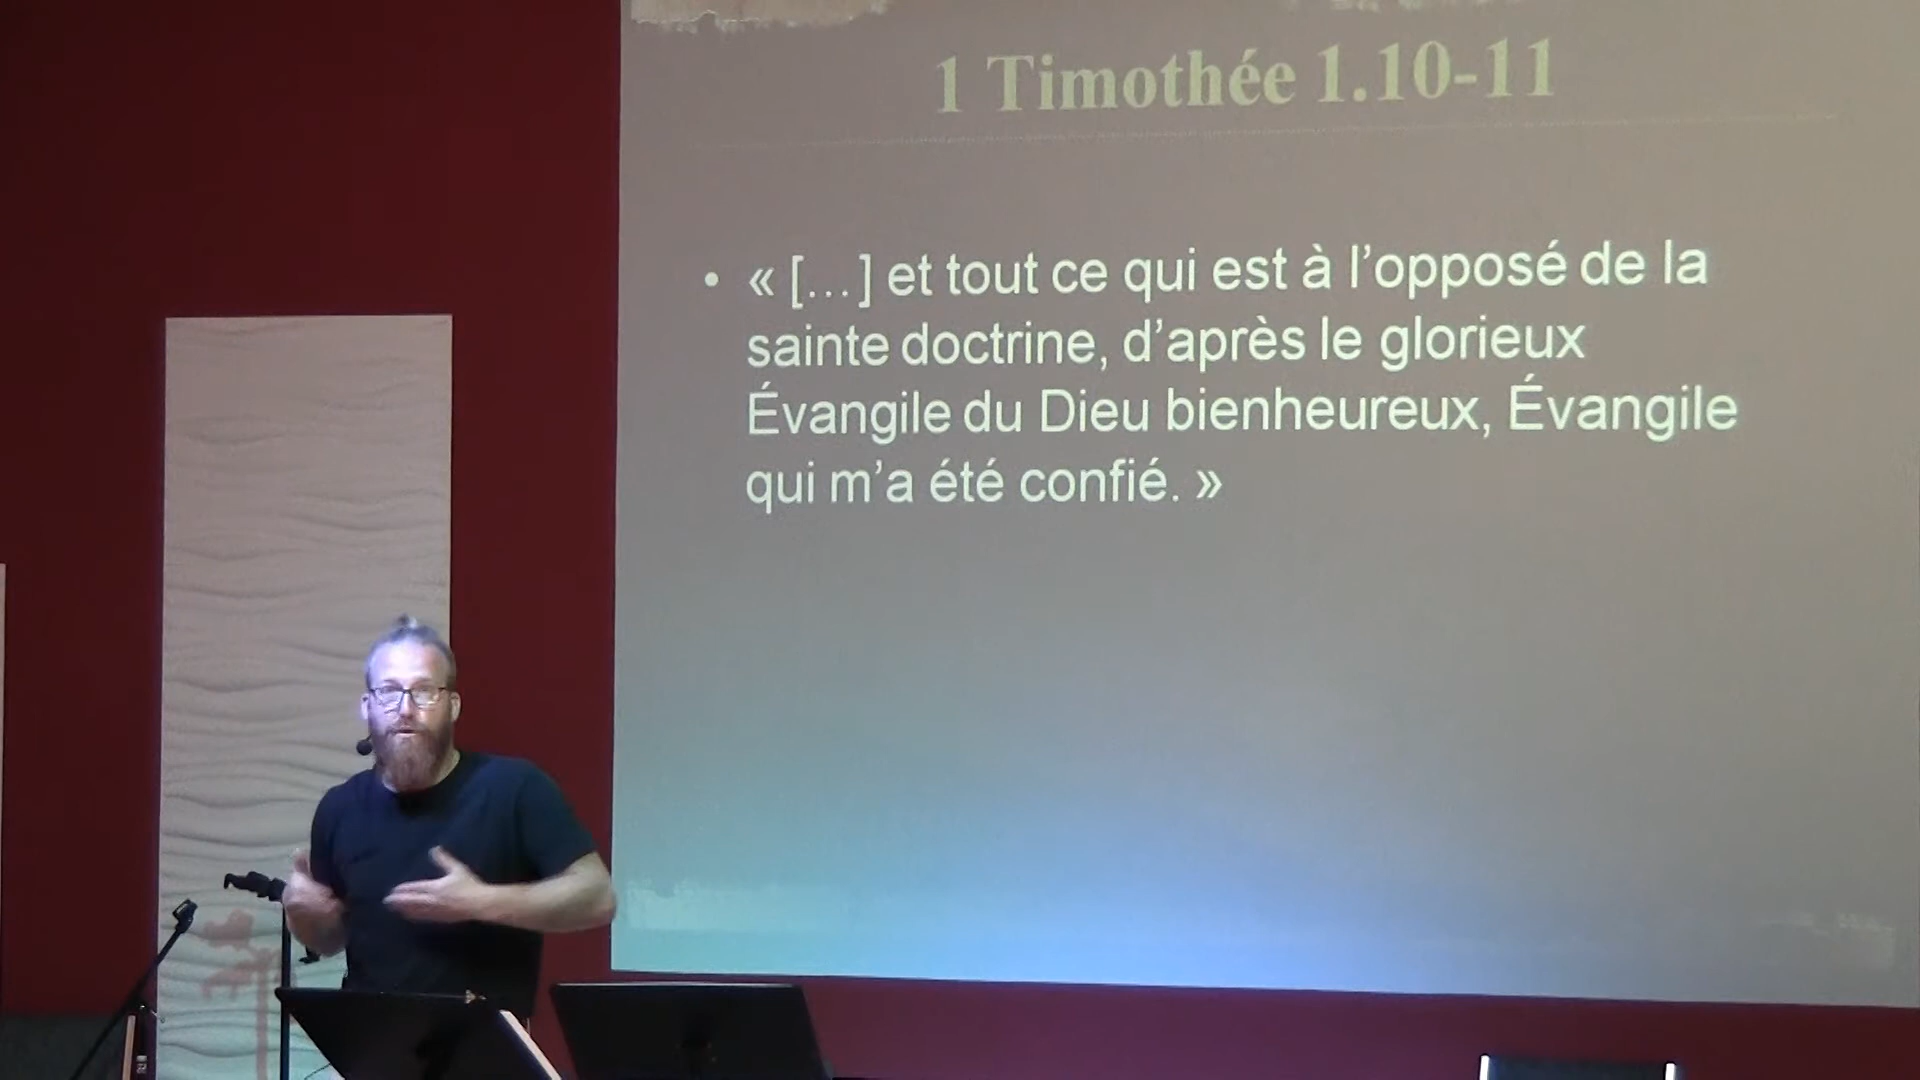 1 Timothée 1.10-11
• « […] et tout ce qui est à l’opposé de la
sainte doctrine, d’après le glorieux
Évangile du Dieu bienheureux, Évangile
qui m’a été confié. »